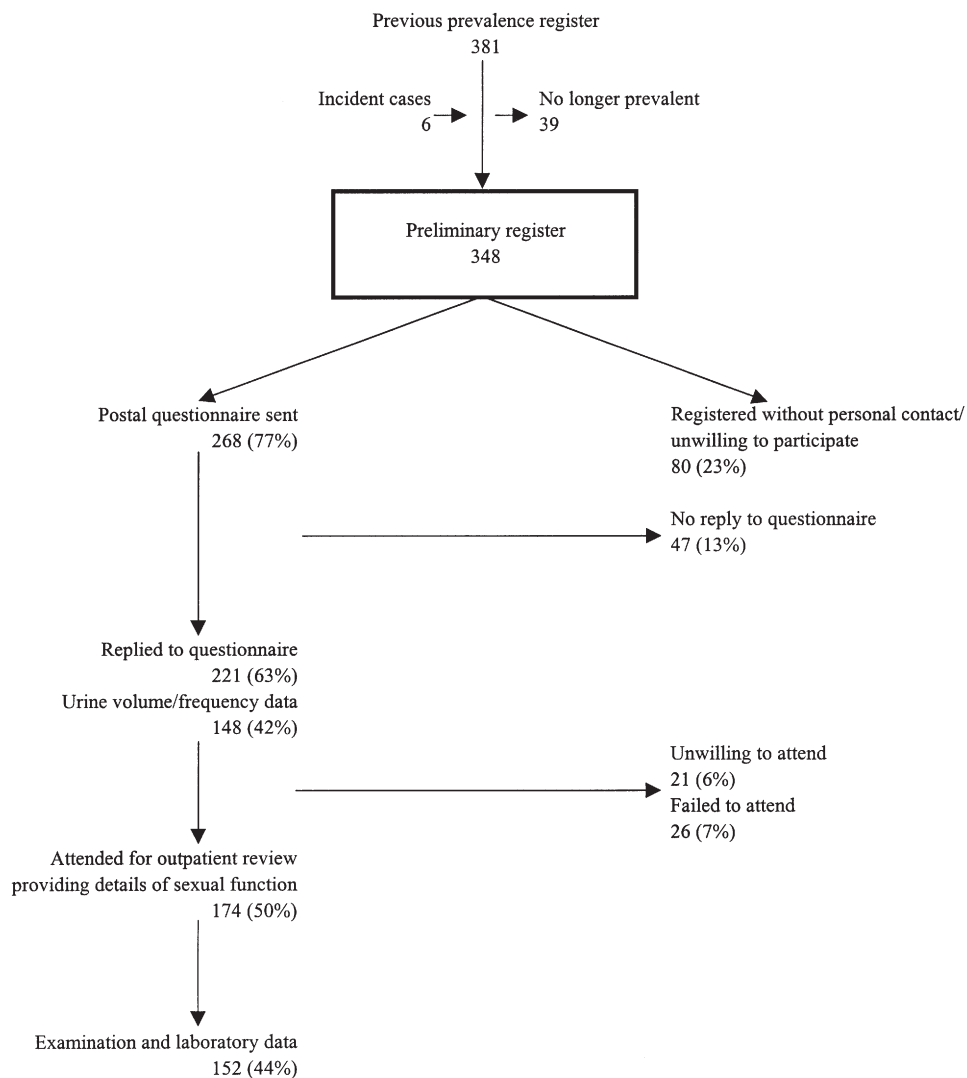 Previous prevalence register
381
Incident cases
6
No longer prevalent
39
Preliminary register
348
Postal questionnaire sent
268 (77%)
Registered without personal contact/
unwilling to participate
80 (23%)
No reply to questionnaire
47 (13%)
Replied to questionnaire
221 (63%)
Urine volume/frequency data
148 (42%)
Unwilling to attend
21 (6%)
Failed to attend
26 (7%)
Attended for outpatient review
providing details of sexual function
174 (50%)
Examination and laboratory data
152 (44%)